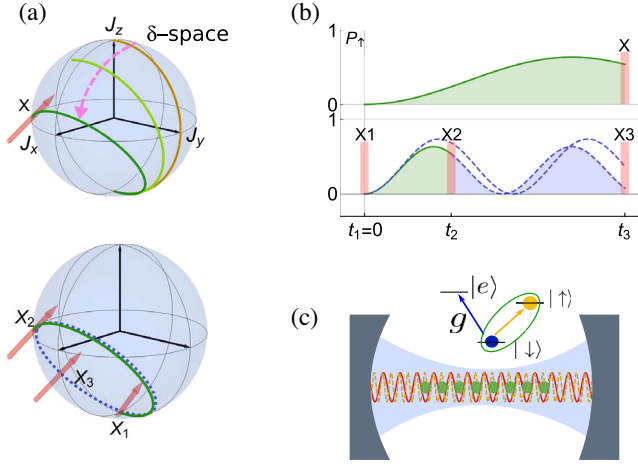 (a)
J_z
δ–space
X
J_x
J_y
X_2
X_3
X_1
(b)
1
P_↑
X
0
1
X1
X2
X3
0
t_1=0
t_2
t_3
(c)
|e⟩
|↑⟩
g
|↓⟩